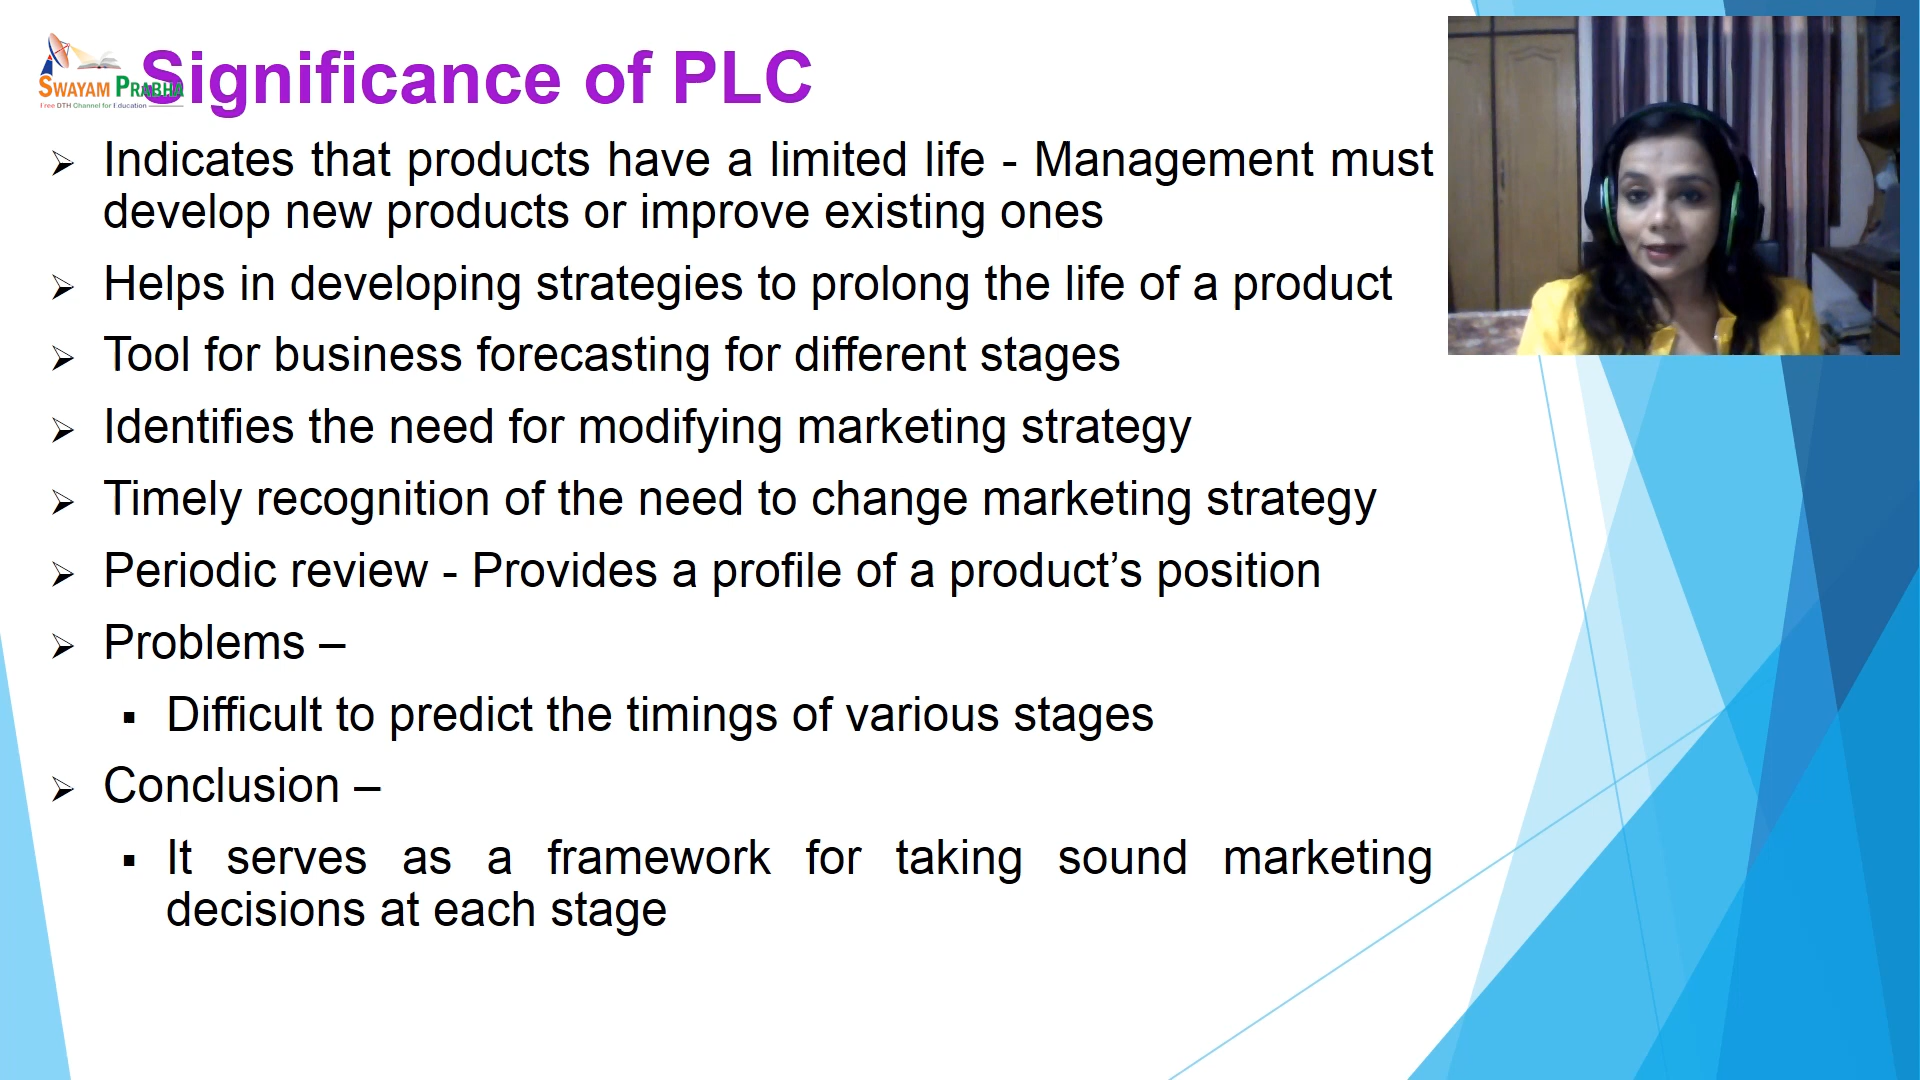 SWAYAM PRABHA
Free DTH Channel for Education
Significance of PLC
➢ Indicates that products have a limited life - Management must
develop new products or improve existing ones
➢ Helps in developing strategies to prolong the life of a product
➢ Tool for business forecasting for different stages
➢ Identifies the need for modifying marketing strategy
➢ Timely recognition of the need to change marketing strategy
➢ Periodic review - Provides a profile of a product’s position
➢ Problems –
▪ Difficult to predict the timings of various stages
➢ Conclusion –
▪ It serves as a framework for taking sound marketing
decisions at each stage